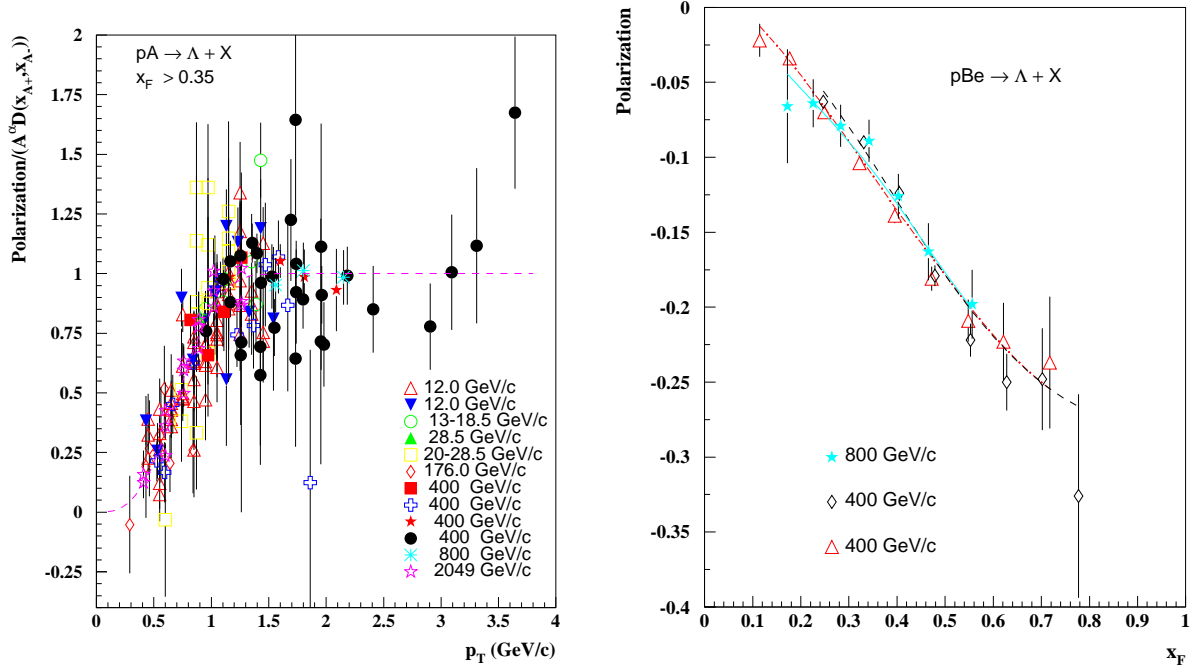 Polarization/(A^αD(x_{A+},x_{A-}))
2
1.75
1.5
1.25
1
0.75
0.5
0.25
0
-0.25
pA → Λ + X
x_F > 0.35
12.0 GeV/c
12.0 GeV/c
13-18.5 GeV/c
28.5 GeV/c
20-28.5 GeV/c
176.0 GeV/c
400 GeV/c
400 GeV/c
400 GeV/c
400 GeV/c
800 GeV/c
2049 GeV/c
0 0.5 1 1.5 2 2.5 3 3.5 4
p_T (GeV/c)
Polarization
0
-0.05
-0.1
-0.15
-0.2
-0.25
-0.3
-0.35
-0.4
pBe → Λ + X
800 GeV/c
400 GeV/c
400 GeV/c
0 0.1 0.2 0.3 0.4 0.5 0.6 0.7 0.8 0.9 1
x_F